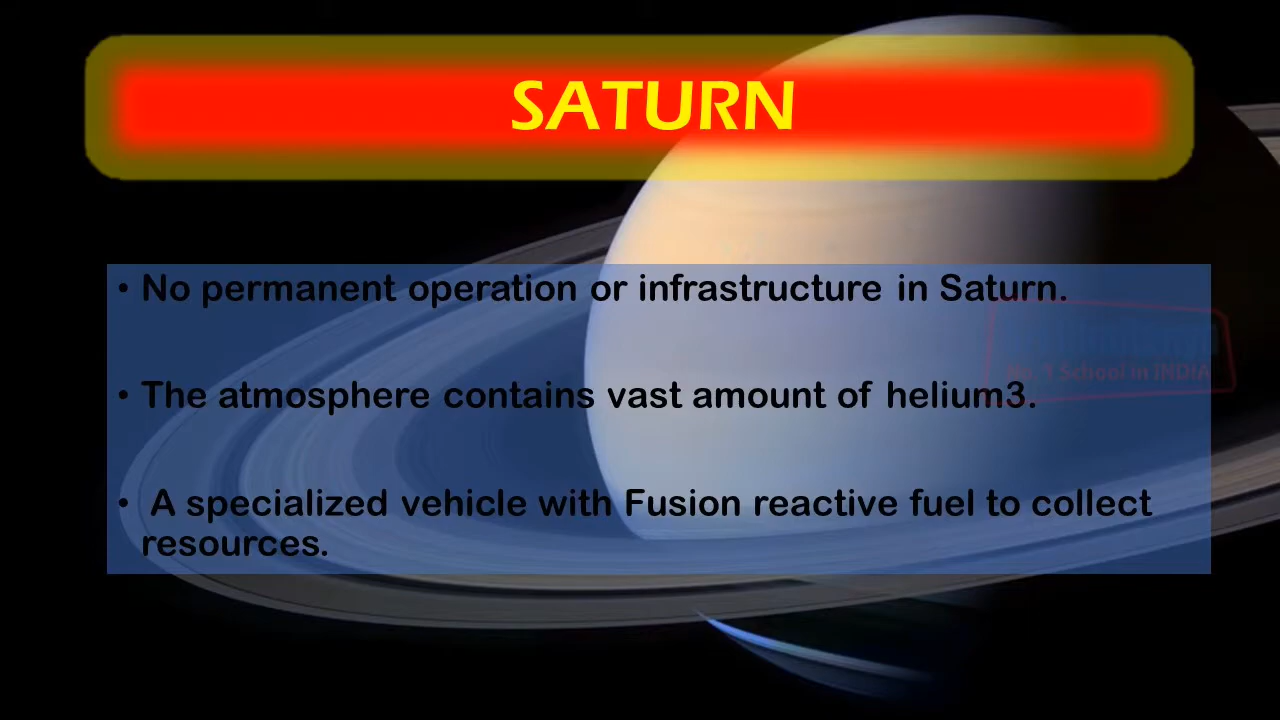 SATURN
• No permanent operation or infrastructure in Saturn.
• The atmosphere contains vast amount of helium3.
• A specialized vehicle with Fusion reactive fuel to collect
resources.
No. 1 School in INDIA